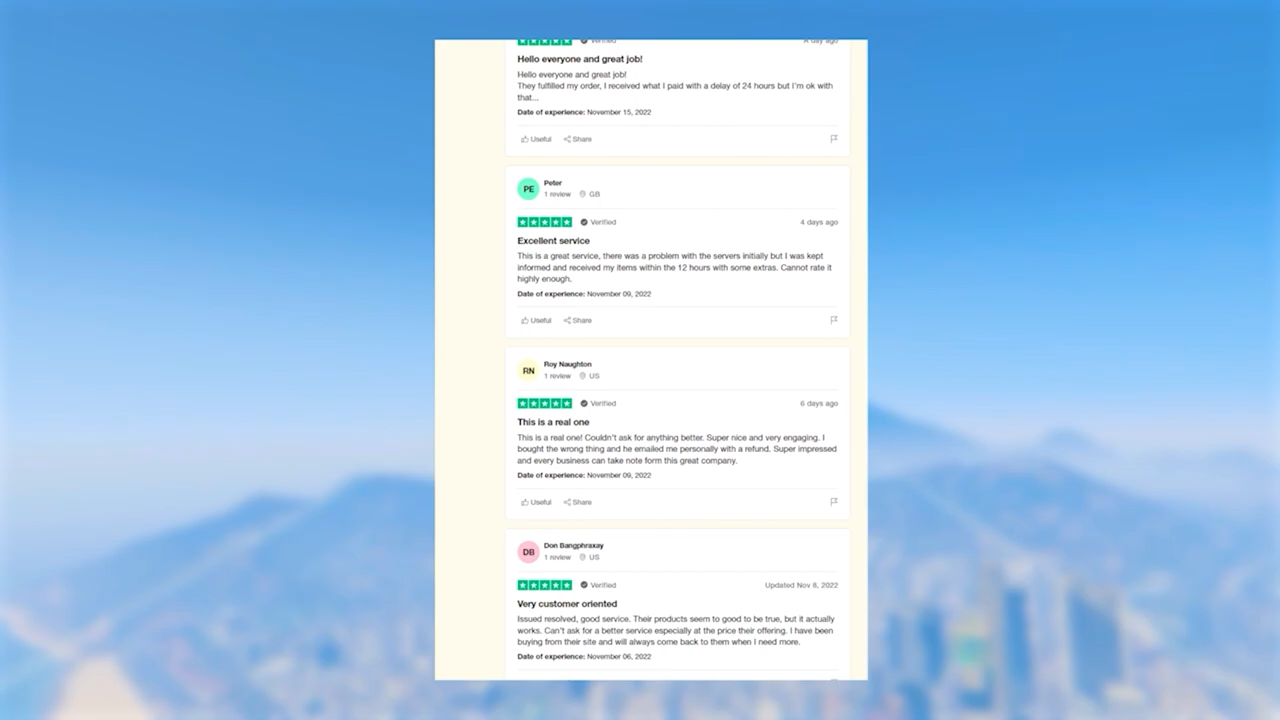 Verified
A day ago
Hello everyone and great job!
Hello everyone and great job!
They fulfilled my order, I received what I paid with a delay of 24 hours but I'm ok with
that...
Date of experience: November 15, 2022
Useful Share
PE
Peter
1 review GB
Verified 4 days ago
Excellent service
This is a great service, there was a problem with the servers initially but I was kept
informed and received my items within the 12 hours with some extras. Cannot rate it
highly enough.
Date of experience: November 09, 2022
Useful Share
RN
Roy Naughton
1 review US
Verified 6 days ago
This is a real one
This is a real one! Couldn't ask for anything better. Super nice and very engaging. I
bought the wrong thing and he emailed me personally with a refund. Super impressed
and every business can take note form this great company.
Date of experience: November 09, 2022
Useful Share
DB
Don Bangphraxay
1 review US
Verified Updated Nov 8, 2022
Very customer oriented
Issued resolved, good service. Their products seem to good to be true, but it actually
works. Can't ask for a better service especially at the price their offering. I have been
buying from their site and will always come back to them when I need more.
Date of experience: November 06, 2022